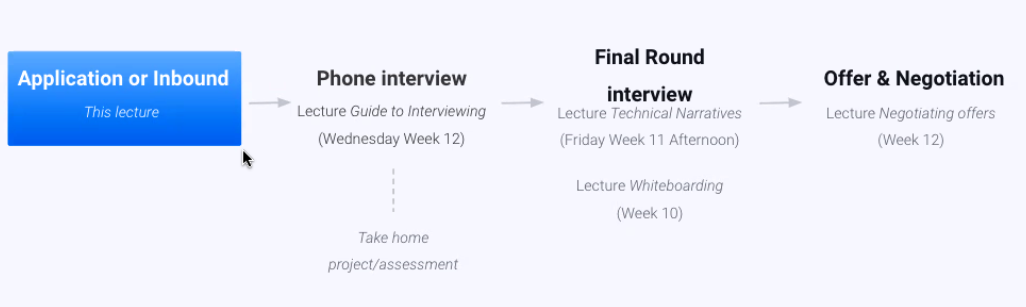 Application or Inbound
This lecture
Phone interview
Lecture Guide to Interviewing
(Wednesday Week 12)
Take home
project/assessment
Final Round
interview
Lecture Technical Narratives
(Friday Week 11 Afternoon)
Lecture Whiteboarding
(Week 10)
Offer & Negotiation
Lecture Negotiating offers
(Week 12)